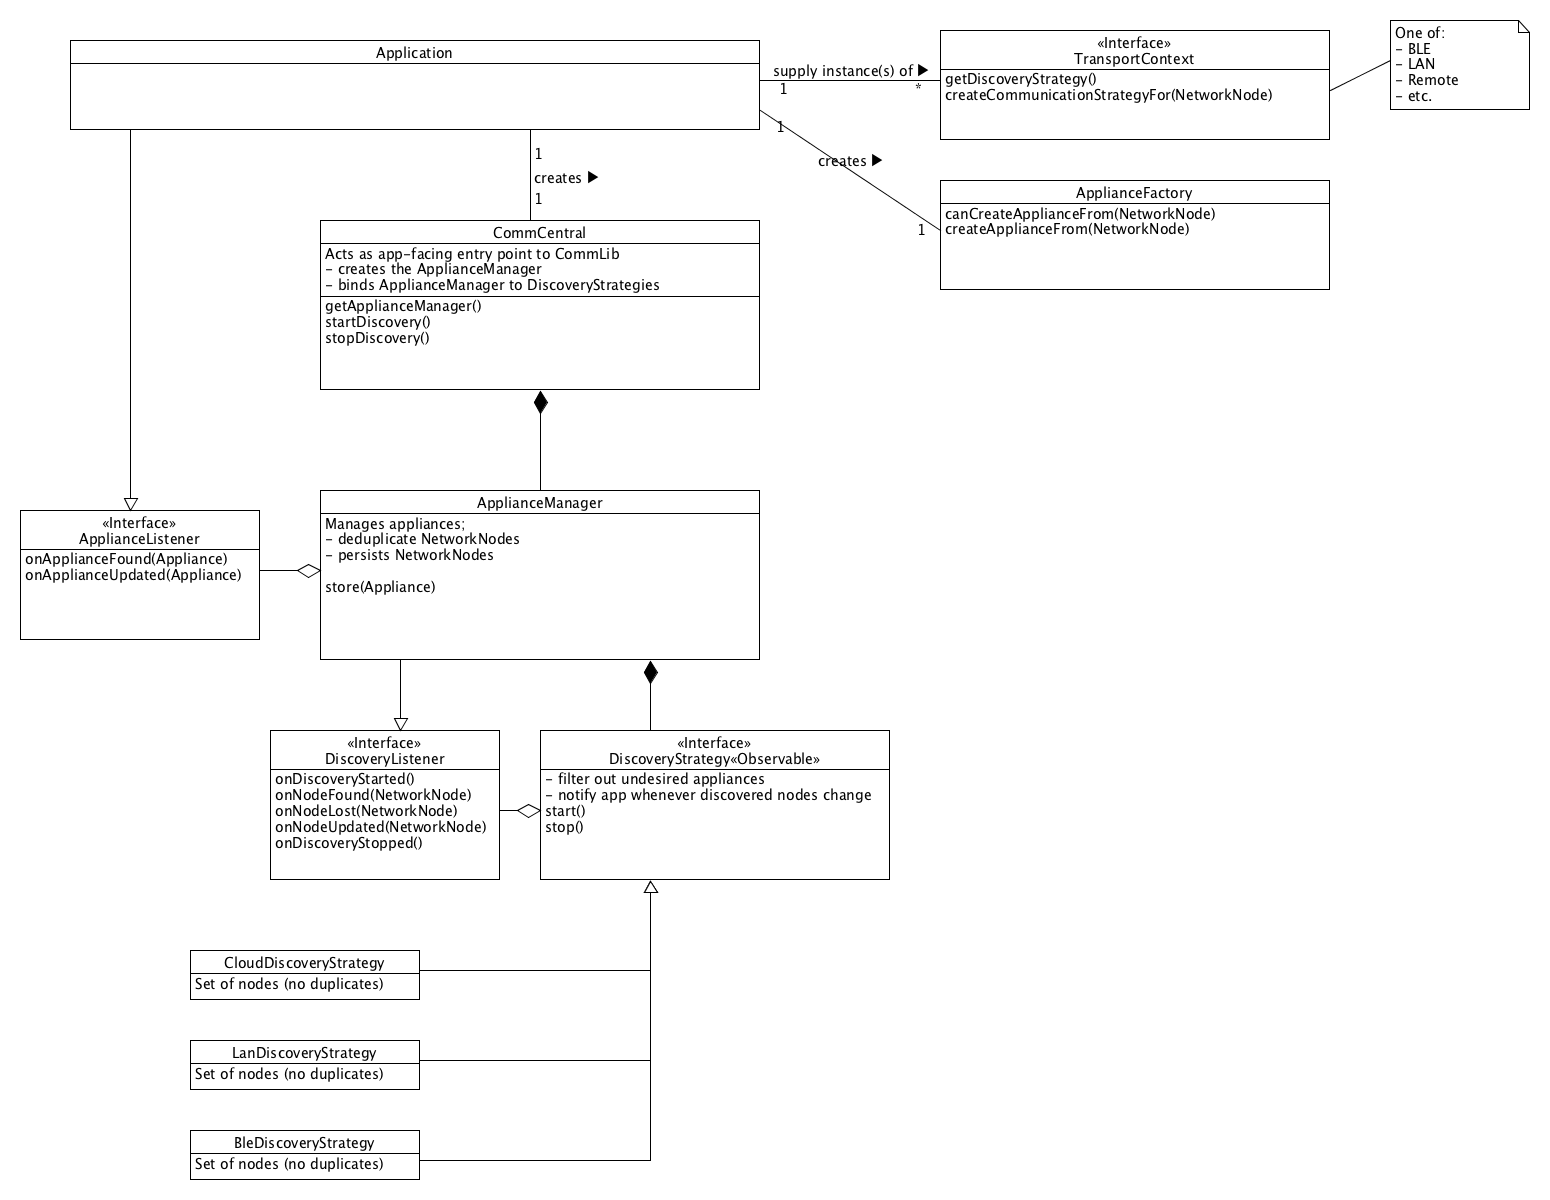 Application
supply instance(s) of ▶
1
*
«Interface»
TransportContext
getDiscoveryStrategy()
createCommunicationStrategyFor(NetworkNode)
One of:
– BLE
– LAN
– Remote
– etc.
1
creates ▶
1
ApplianceFactory
canCreateApplianceFrom(NetworkNode)
createApplianceFrom(NetworkNode)
1
creates ▶
1
CommCentral
Acts as app-facing entry point to CommLib
– creates the ApplianceManager
– binds ApplianceManager to DiscoveryStrategies
getApplianceManager()
startDiscovery()
stopDiscovery()
«Interface»
ApplianceListener
onApplianceFound(Appliance)
onApplianceUpdated(Appliance)
ApplianceManager
Manages appliances;
– deduplicate NetworkNodes
– persists NetworkNodes
store(Appliance)
«Interface»
DiscoveryListener
onDiscoveryStarted()
onNodeFound(NetworkNode)
onNodeLost(NetworkNode)
onNodeUpdated(NetworkNode)
onDiscoveryStopped()
«Interface»
DiscoveryStrategy«Observable»
– filter out undesired appliances
– notify app whenever discovered nodes change
start()
stop()
CloudDiscoveryStrategy
Set of nodes (no duplicates)
LanDiscoveryStrategy
Set of nodes (no duplicates)
BleDiscoveryStrategy
Set of nodes (no duplicates)